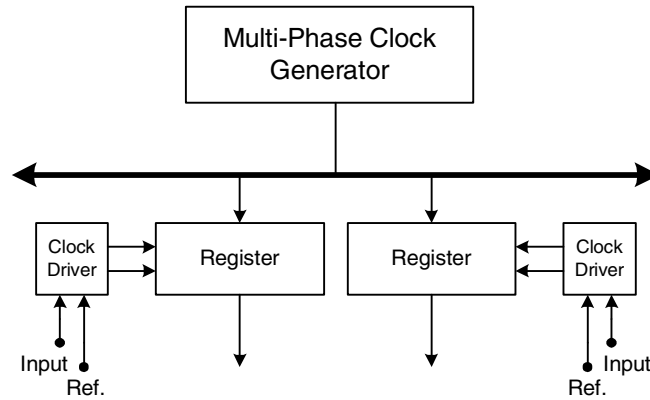 Multi-Phase Clock
Generator
Clock
Driver
Register
Register
Clock
Driver
Input
Ref.
Input
Ref.